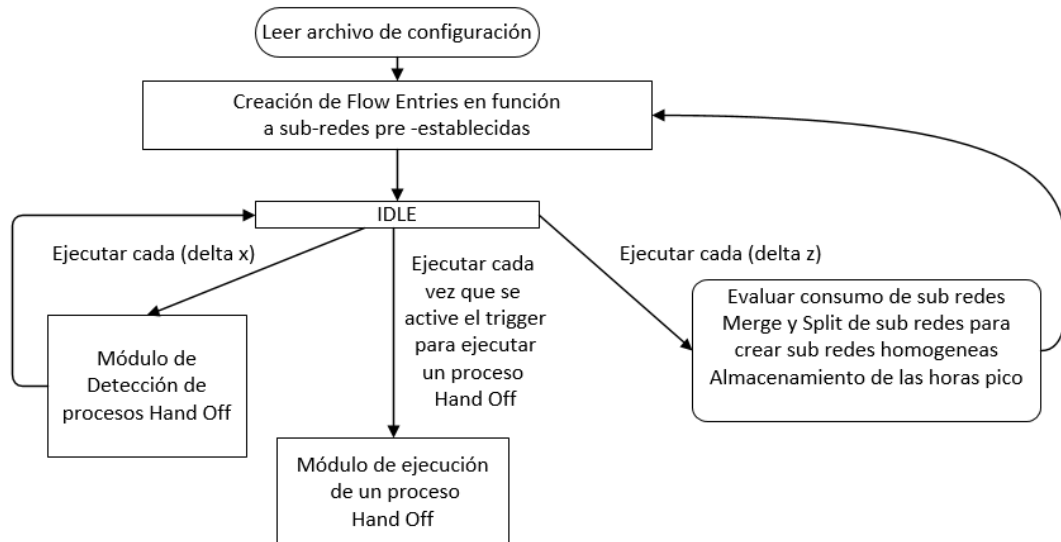 Leer archivo de configuración
Creación de Flow Entries en función
a sub-redes pre -establecidas
IDLE
Ejecutar cada (delta x)
Ejecutar cada
vez que se
active el trigger
para ejecutar
un proceso
Hand Off
Ejecutar cada (delta z)
Módulo de
Detección de
procesos Hand Off
Evaluar consumo de sub redes
Merge y Split de sub redes para
crear sub redes homogeneas
Almacenamiento de las horas pico
Módulo de ejecución
de un proceso
Hand Off